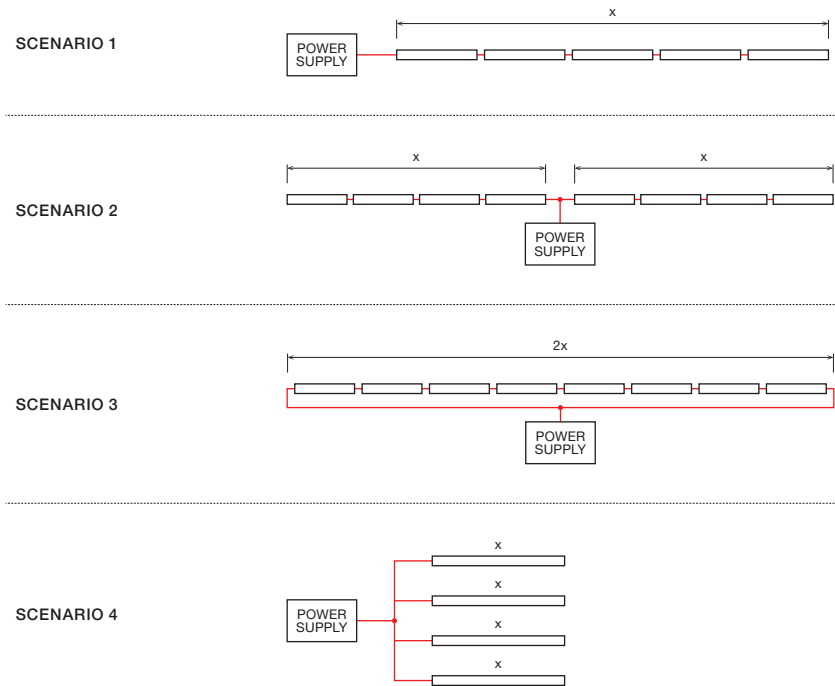 x
SCENARIO 1
POWER
SUPPLY
x
x
SCENARIO 2
POWER
SUPPLY
2x
SCENARIO 3
POWER
SUPPLY
x
x
SCENARIO 4
POWER
SUPPLY
x
x